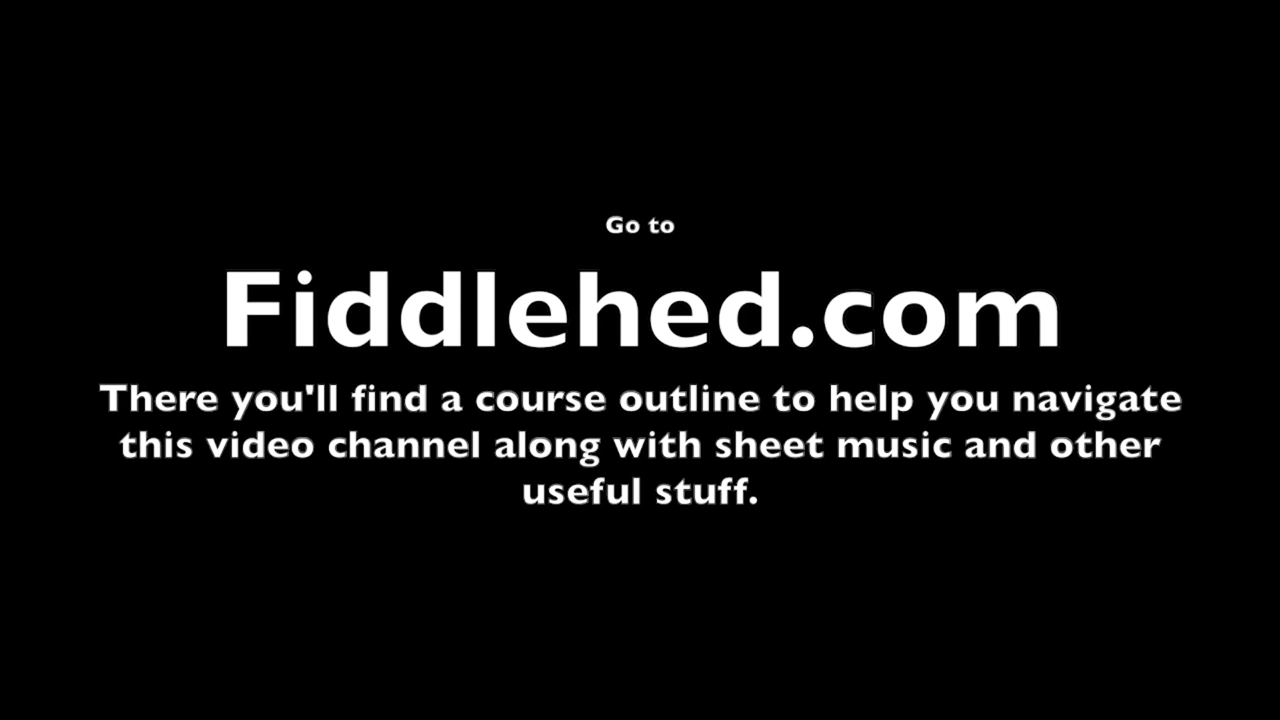 Go to
Fiddlehed.com
There you'll find a course outline to help you navigate
this video channel along with sheet music and other
useful stuff.